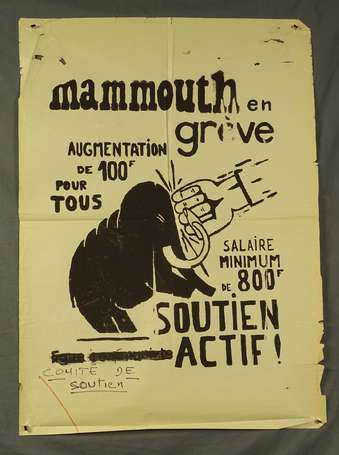 mammouth en
grève
AUGMENTATION
DE 100F
POUR
TOUS
SALAIRE
MINIMUM
DE 800F
SOUTIEN
ACTIF !
COMITÉ DE
Soutien